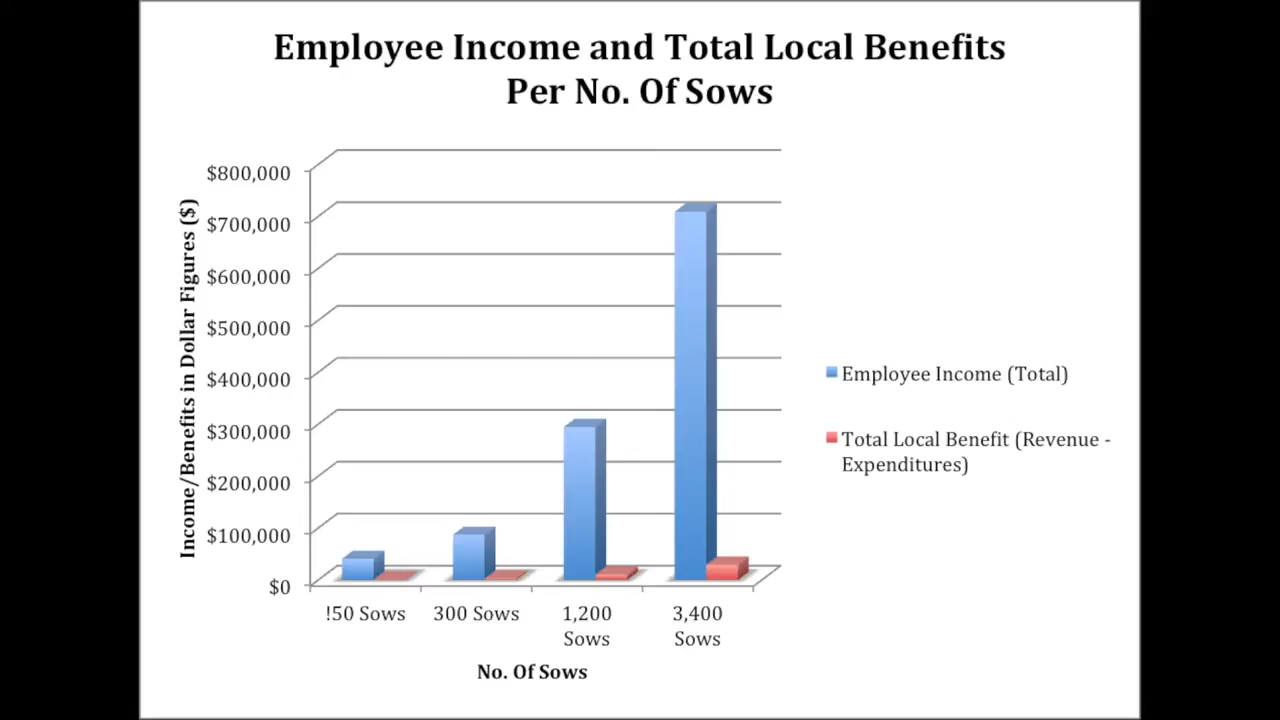 Employee Income and Total Local Benefits
Per No. Of Sows
$800,000
$700,000
$600,000
$500,000
$400,000
$300,000
$200,000
$100,000
$0
Income/Benefits in Dollar Figures ($)
!50 Sows
300 Sows
1,200
Sows
3,400
Sows
No. Of Sows
Employee Income (Total)
Total Local Benefit (Revenue -
Expenditures)